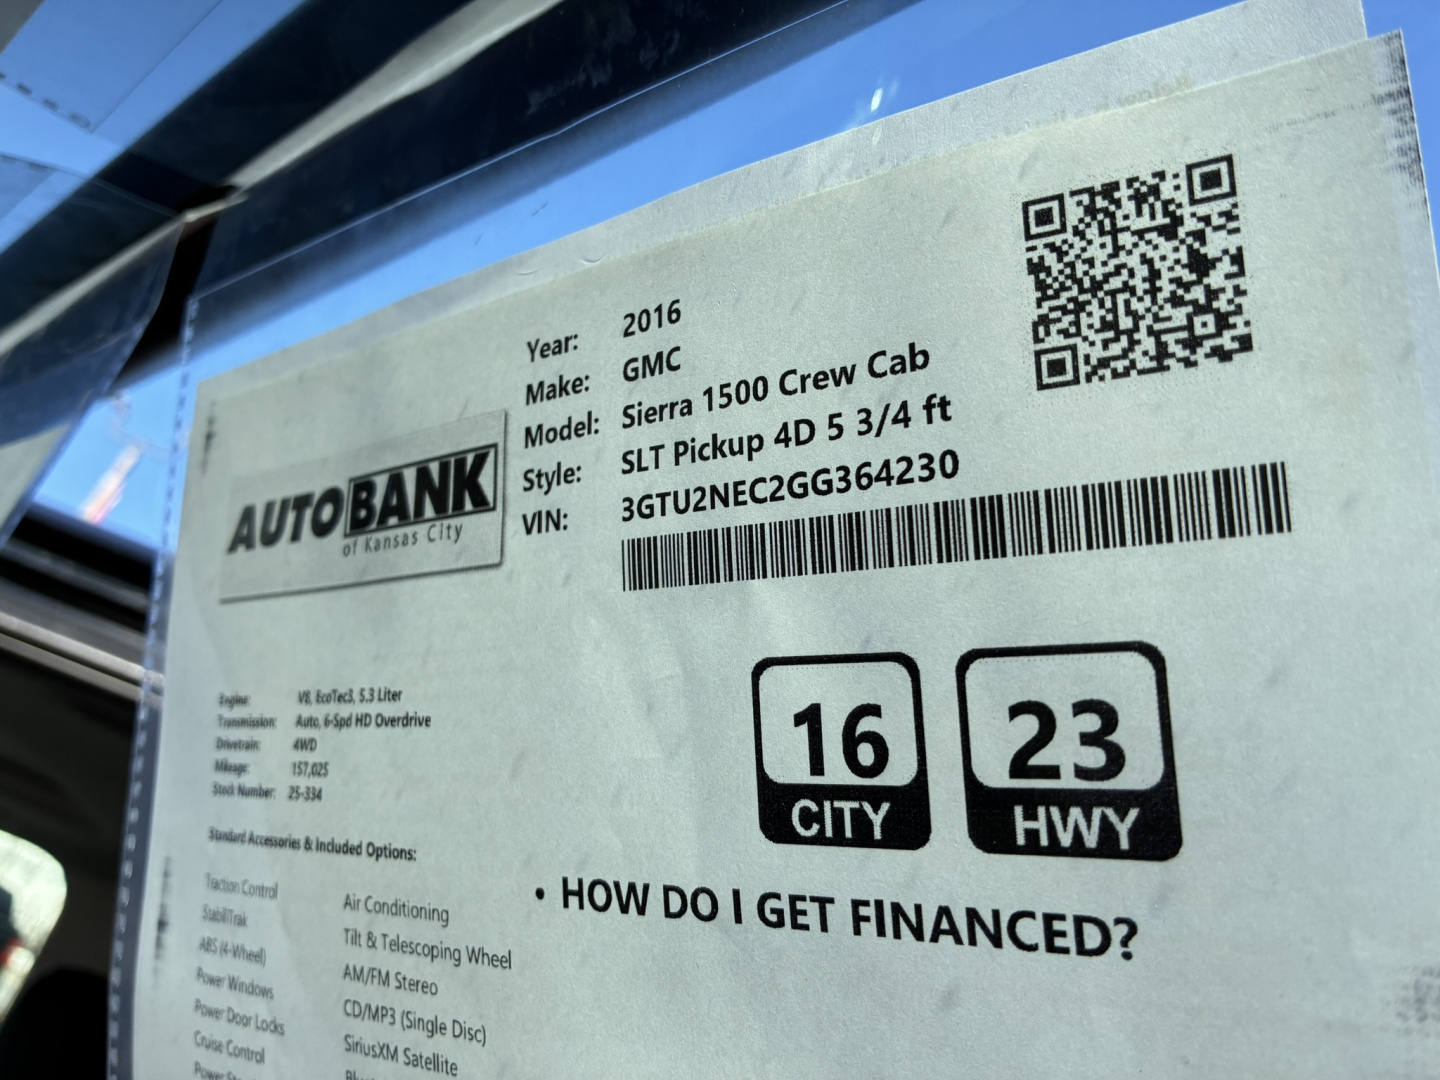 Year: 2016
Make: GMC
Model: Sierra 1500 Crew Cab
Style: SLT Pickup 4D 5 3/4 ft
VIN: 3GTU2NEC2GG364230
AUTOBANK
of Kansas City
16
CITY
23
HWY
Engine: V8, EcoTec3, 5.3 Liter
Transmission: Auto, 6-Spd HD Overdrive
Drivetrain: 4WD
Mileage: 157,025
Stock Number: 25-334
Standard Accessories & Included Options:
Traction Control
StabiliTrak
ABS (4-Wheel)
Power Windows
Power Door Locks
Cruise Control
Air Conditioning
Tilt & Telescoping Wheel
AM/FM Stereo
CD/MP3 (Single Disc)
SiriusXM Satellite
• HOW DO I GET FINANCED?